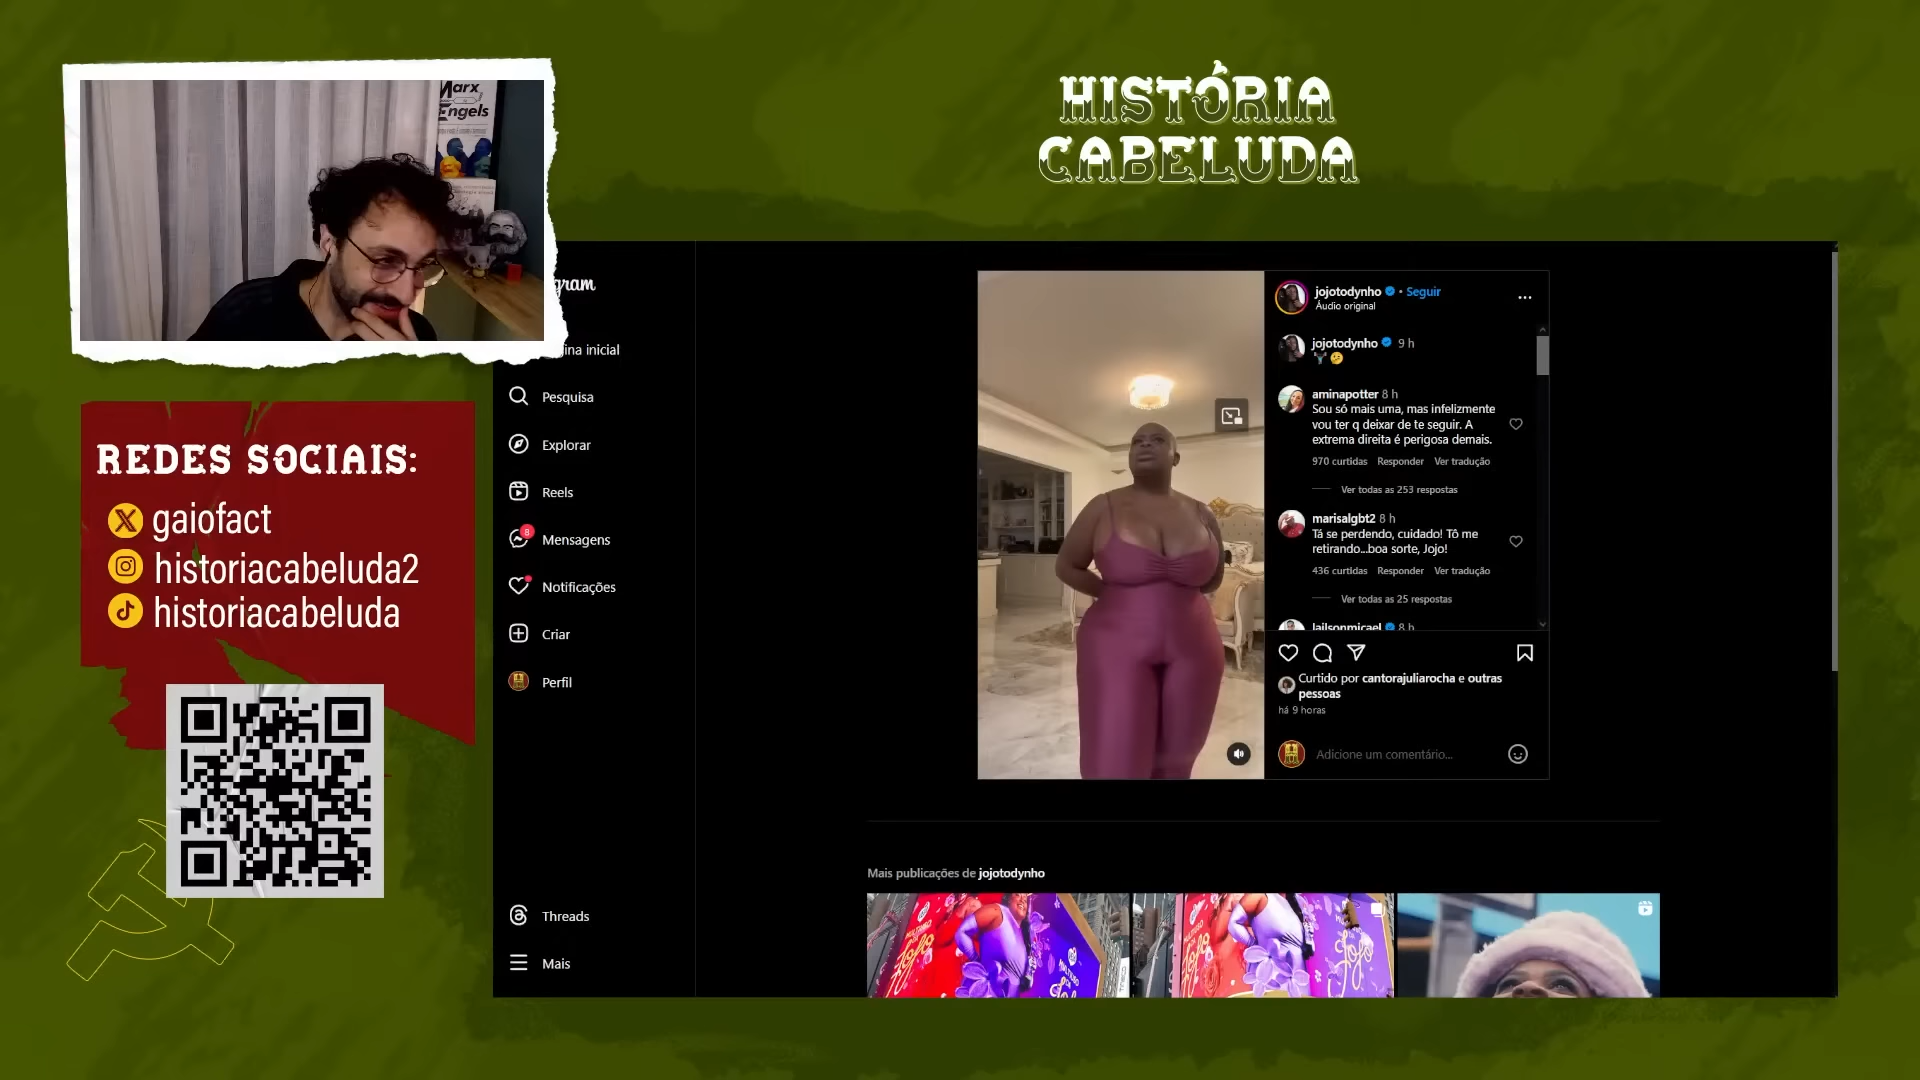 Marx
Engels
HISTÓRIA
CABELUDA
REDES SOCIAIS:
gaiofact
historiacabeluda2
historiacabeluda
gram
ina inicial
Pesquisa
Explorar
Reels
8
Mensagens
Notificações
Criar
Perfil
Threads
Mais
jojotodynho • Seguir
Áudio original
jojotodynho 9 h
aminapotter 8 h
Sou só mais uma, mas infelizmente
vou ter q deixar de te seguir. A
extrema direita é perigosa demais.
970 curtidas Responder Ver tradução
Ver todas as 253 respostas
marisalgbt2 8 h
Tá se perdendo, cuidado! Tô me
retirando...boa sorte, Jojo!
436 curtidas Responder Ver tradução
Ver todas as 25 respostas
lailsonmicael 8 h
Curtido por cantorajuliarocha e outras
pessoas
há 9 horas
Adicione um comentário...
Mais publicações de jojotodynho
Jojo